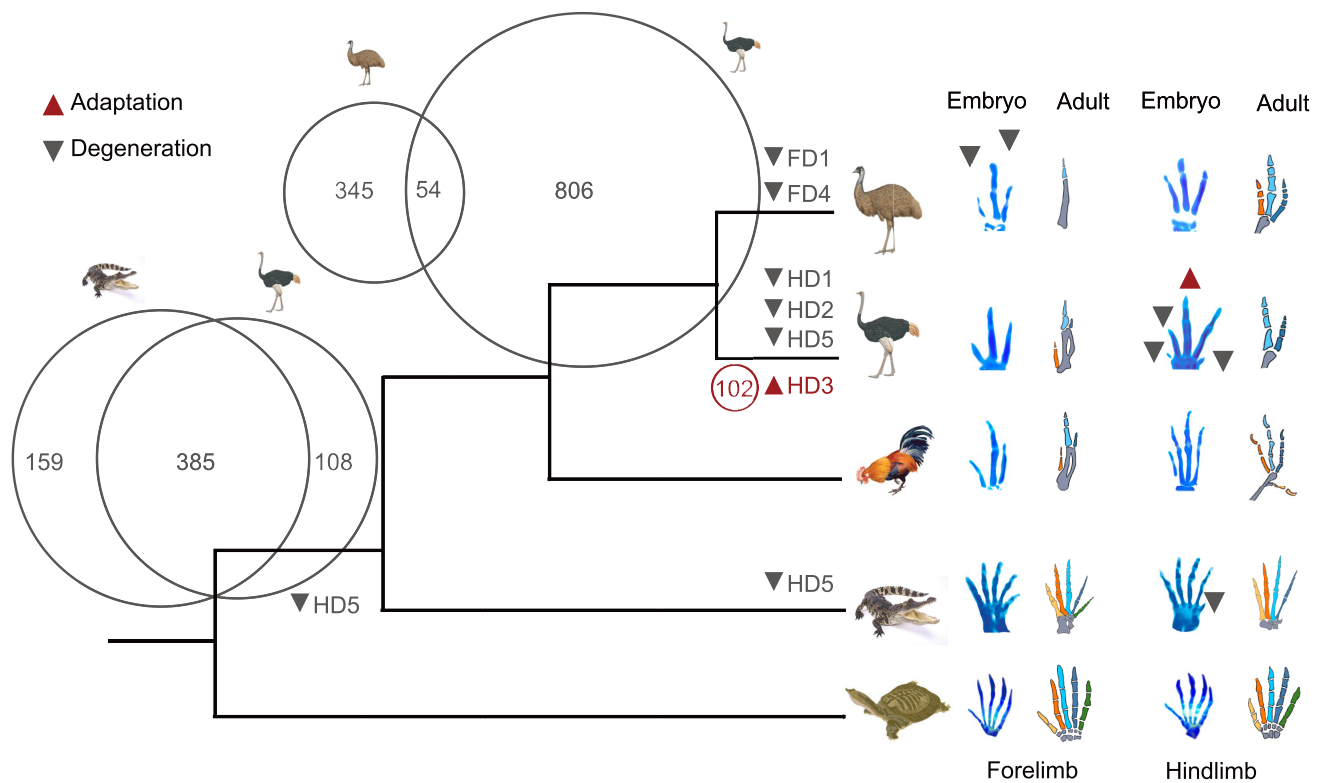 Adaptation
Degeneration
345 54 806
159 385 108
FD1
FD4
HD1
HD2
HD5
102 HD3
HD5
HD5
Embryo Adult Embryo Adult
Forelimb Hindlimb